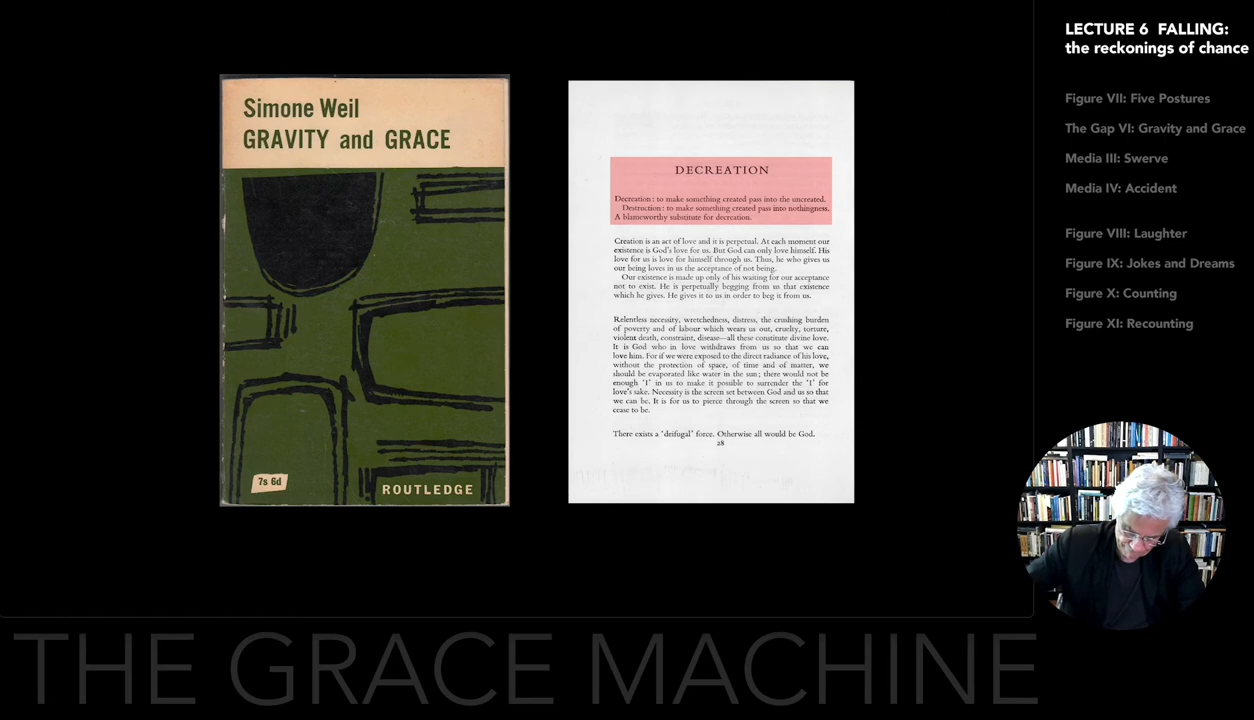 Simone Weil
GRAVITY and GRACE
7s 6d
ROUTLEDGE
DECREATION
Decreation: to make something created pass into the uncreated.
Destruction: to make something created pass into nothingness.
A blameworthy substitute for decreation.
Creation is an act of love and it is perpetual. At each moment our
existence is God's love for us. But God can only love himself. His
love for us is love for himself through us. Thus, he who gives us
our being loves in us the acceptance of not being.
Our existence is made up only of his waiting for our acceptance
not to exist. He is perpetually begging from us that existence
which he gives. He gives it to us in order to beg it from us.
Relentless necessity, wretchedness, distress, the crushing burden
of poverty and of labour which wears us out, cruelty, torture,
violent death, constraint, disease—all these constitute divine love.
It is God who in love withdraws from us so that we can
love him. For if we were exposed to the direct radiance of his love,
without the protection of space, of time and of matter, we
should be evaporated like water in the sun; there would not be
enough 'I' in us to make it possible to surrender the 'I' for
love's sake. Necessity is the screen set between God and us so that
we can be. It is for us to pierce through the screen so that we
cease to be.
There exists a 'deifugal' force. Otherwise all would be God.
28
LECTURE 6 FALLING:
the reckonings of chance
Figure VII: Five Postures
The Gap VI: Gravity and Grace
Media III: Swerve
Media IV: Accident
Figure VIII: Laughter
Figure IX: Jokes and Dreams
Figure X: Counting
Figure XI: Recounting
THE GRACE MACHINE